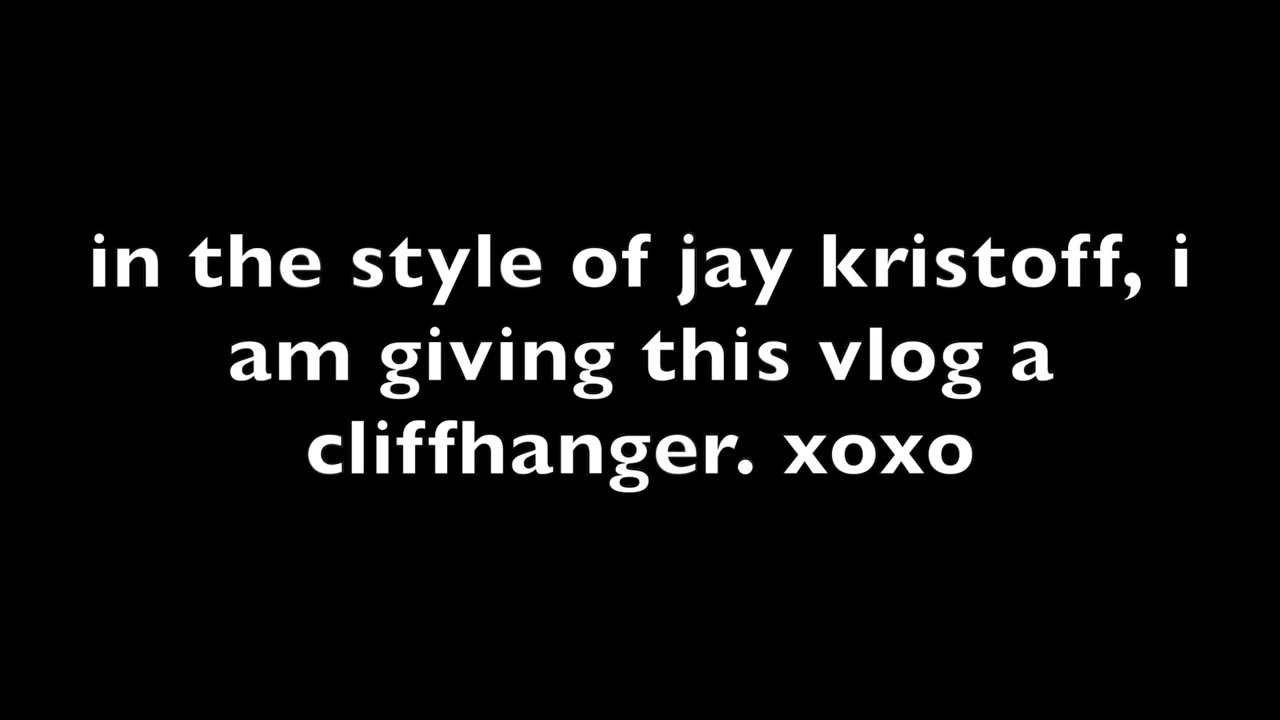 in the style of jay kristoff, i
am giving this vlog a
cliffhanger. xoxo